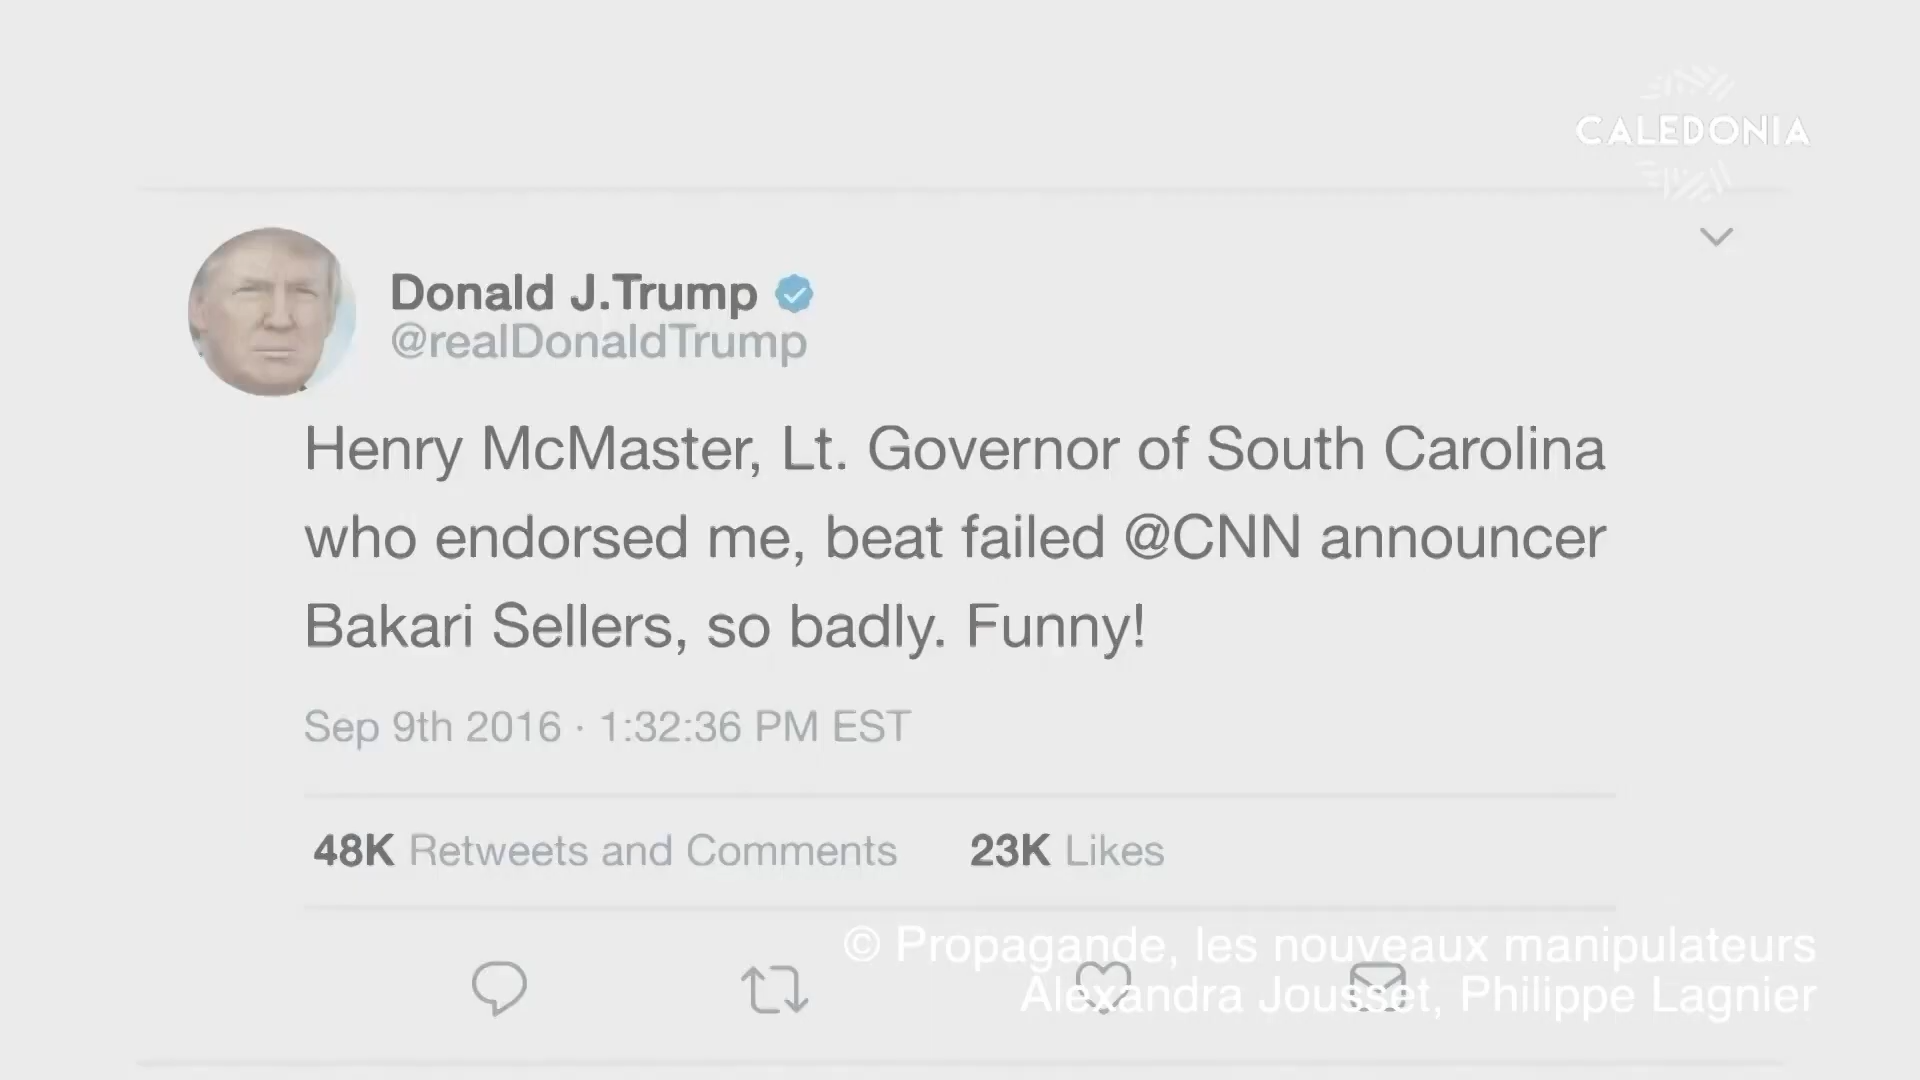 CALEDONIA
Donald J.Trump
@realDonaldTrump
Henry McMaster, Lt. Governor of South Carolina
who endorsed me, beat failed @CNN announcer
Bakari Sellers, so badly. Funny!
Sep 9th 2016 · 1:32:36 PM EST
48K Retweets and Comments 23K Likes
© Propagande, les nouveaux manipulateurs
Alexandra Jousset, Philippe Lagnier